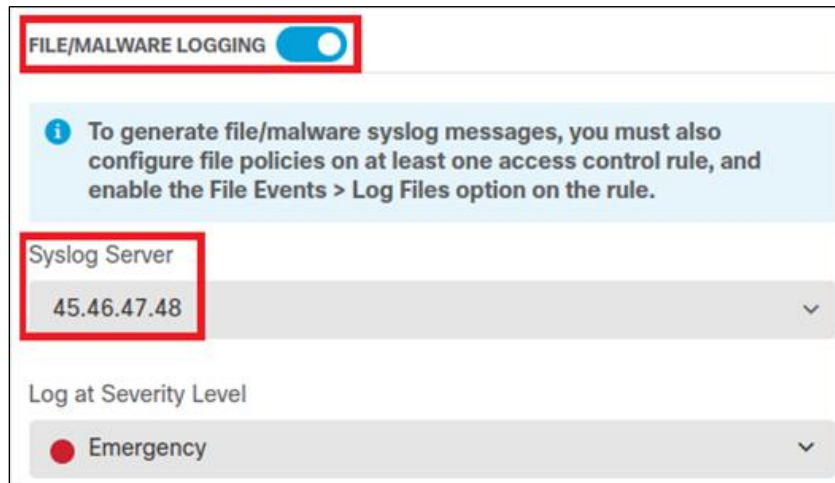 FILE/MALWARE LOGGING
To generate file/malware syslog messages, you must also
configure file policies on at least one access control rule, and
enable the File Events > Log Files option on the rule.
Syslog Server
45.46.47.48
Log at Severity Level
Emergency